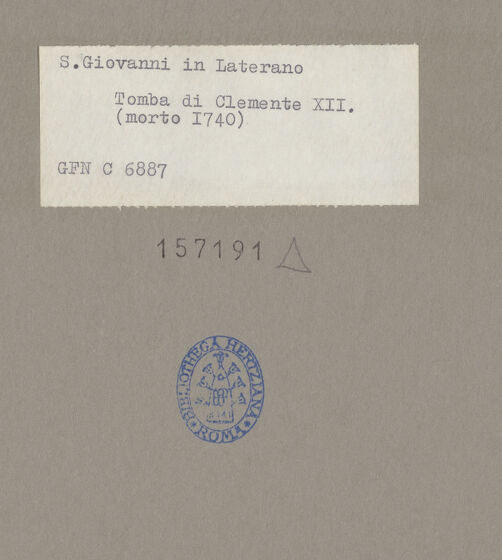 S.Giovanni in Laterano
Tomba di Clemente XII.
(morto I740)
GFN C 6887
157191
BIBLIOTHECA HERTZIANA
ROMA